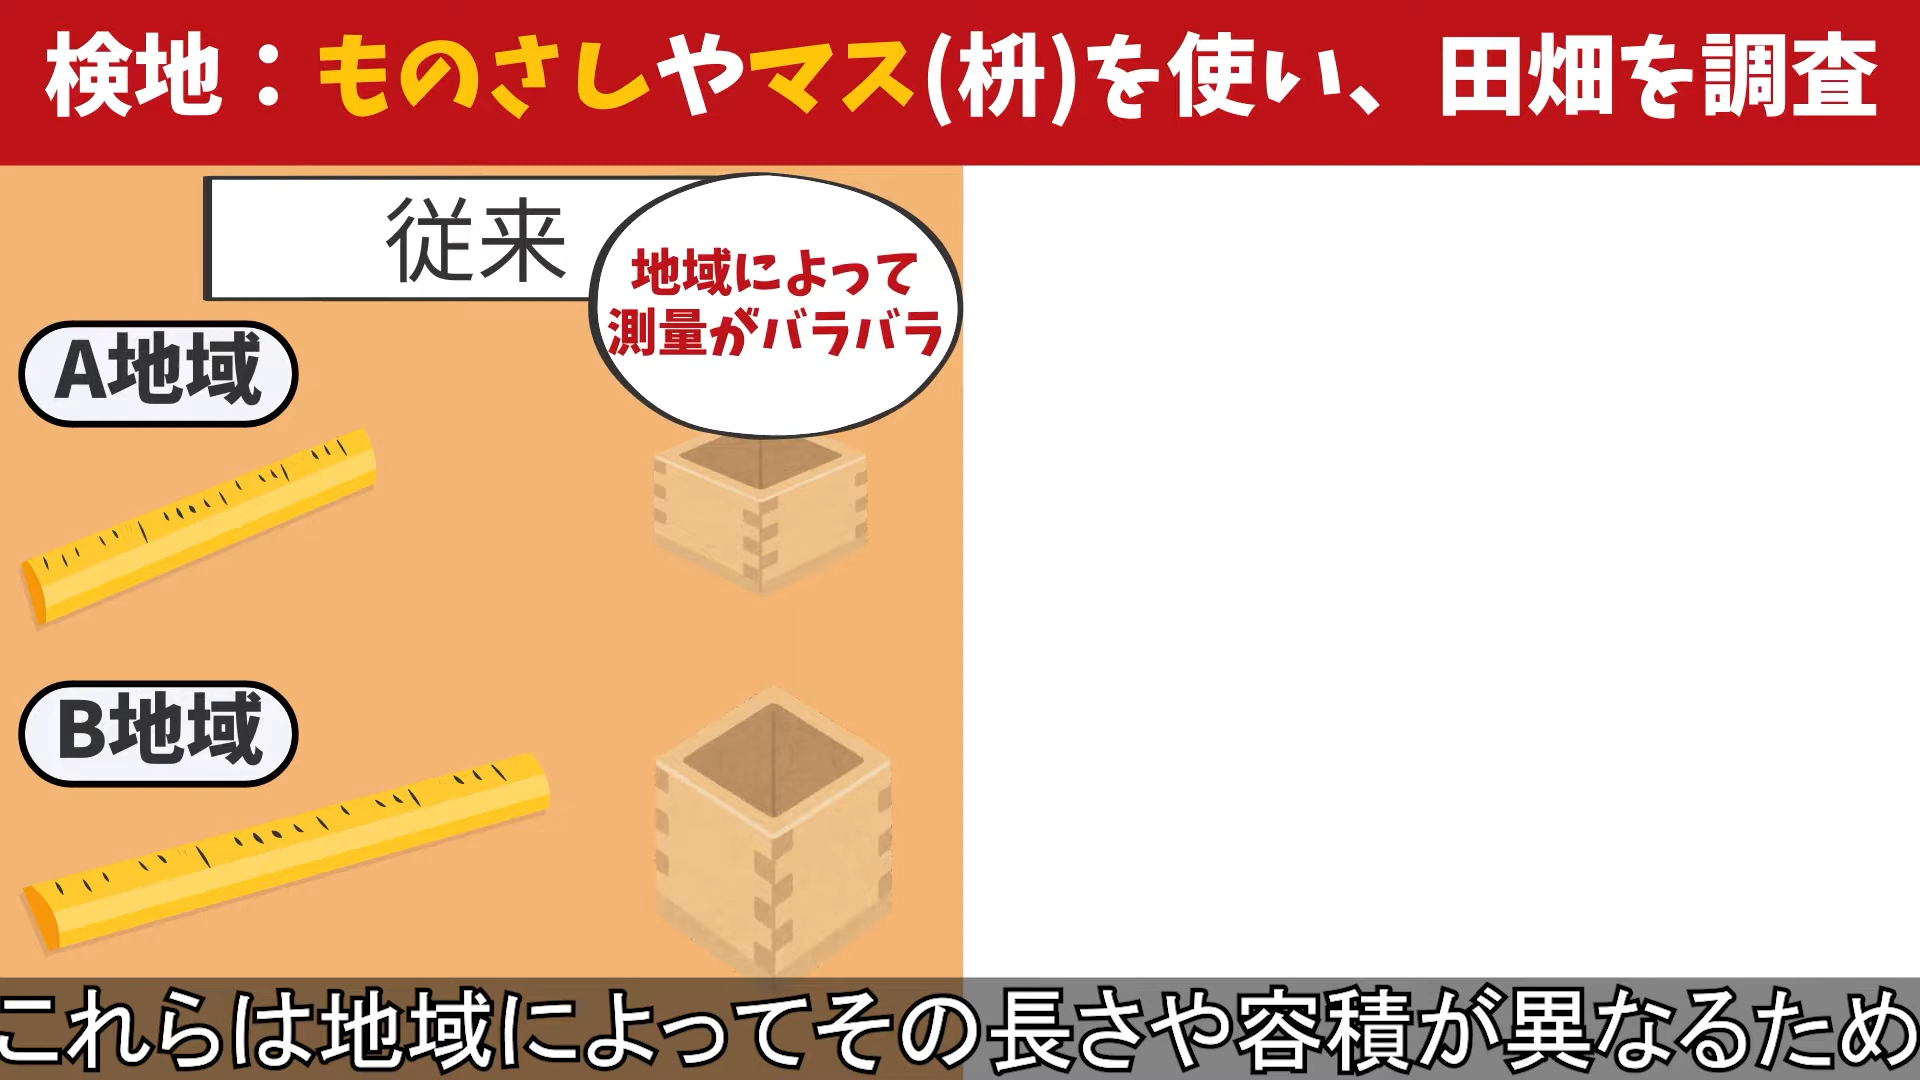 検地：ものさしやマス(枡)を使い、田畑を調査
従来
地域によって
測量がバラバラ
A地域
B地域
これらは地域によってその長さや容積が異なるため